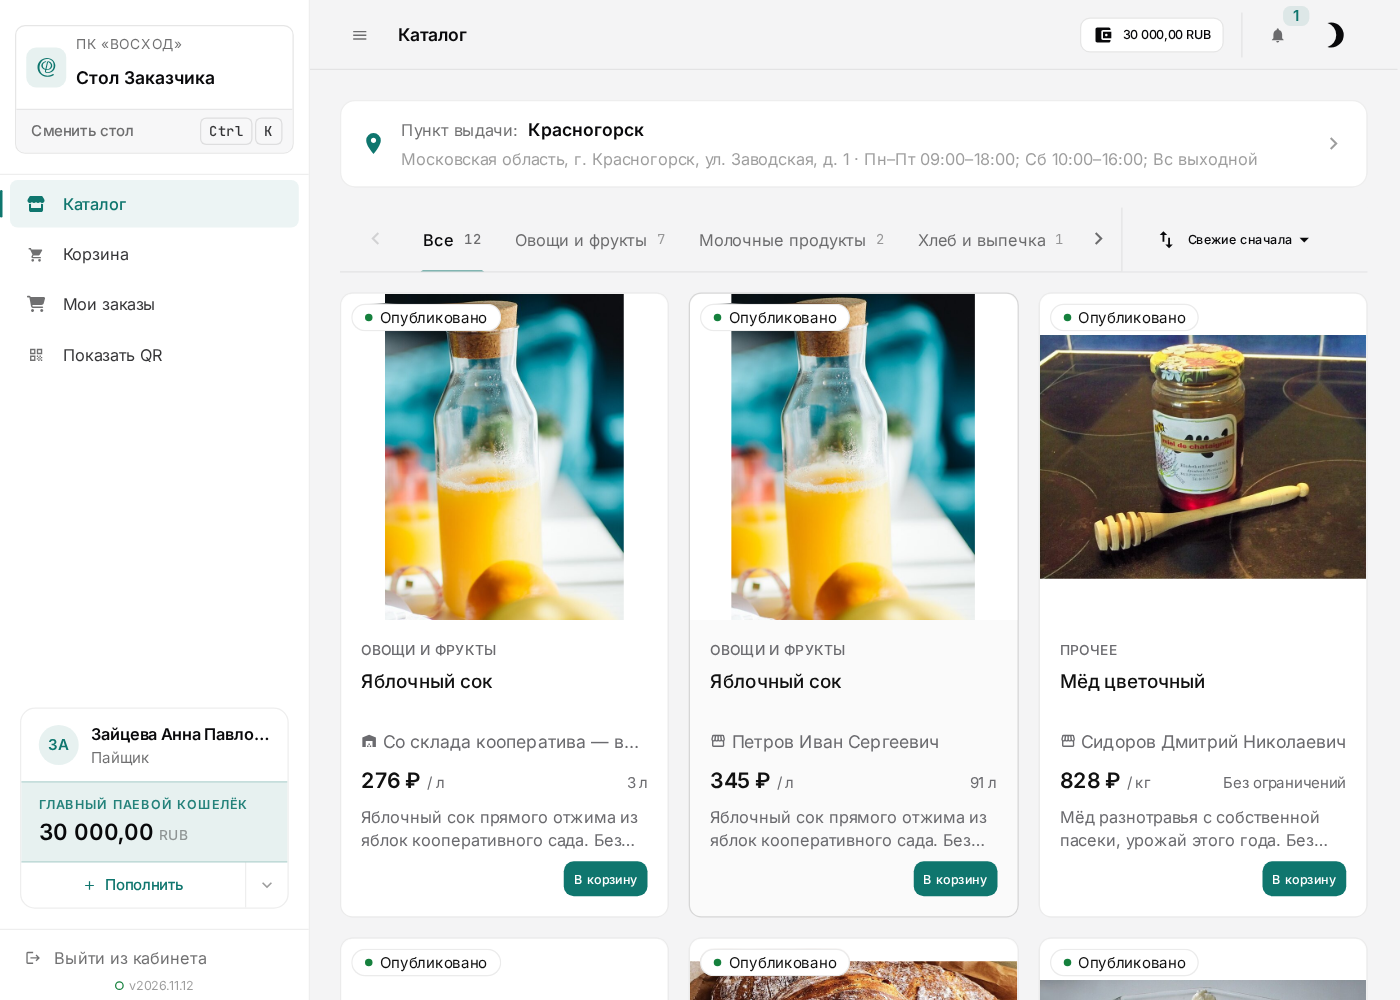 ПК «ВОСХОД»
Стол Заказчика
Сменить стол Ctrl K
Каталог
Корзина
Мои заказы
Показать QR
ЗА
Зайцева Анна Павло...
Пайщик
ГЛАВНЫЙ ПАЕВОЙ КОШЕЛЁК
30 000,00 RUB
+ Пополнить
Выйти из кабинета
v2026.11.12
Каталог
30 000,00 RUB
1
Пункт выдачи: Красногорск
Московская область, г. Красногорск, ул. Заводская, д. 1 · Пн–Пт 09:00–18:00; Сб 10:00–16:00; Вс выходной
Все 12 Овощи и фрукты 7 Молочные продукты 2 Хлеб и выпечка 1
Свежие сначала
Опубликовано
ОВОЩИ И ФРУКТЫ
Яблочный сок
Со склада кооператива — в...
276 ₽ / л 3 л
Яблочный сок прямого отжима из
яблок кооперативного сада. Без...
В корзину
Опубликовано
ОВОЩИ И ФРУКТЫ
Яблочный сок
Петров Иван Сергеевич
345 ₽ / л 91 л
Яблочный сок прямого отжима из
яблок кооперативного сада. Без...
В корзину
Опубликовано
ПРОЧЕЕ
Мёд цветочный
Сидоров Дмитрий Николаевич
828 ₽ / кг Без ограничений
Мёд разнотравья с собственной
пасеки, урожай этого года. Без...
В корзину
Опубликовано
Опубликовано
Опубликовано